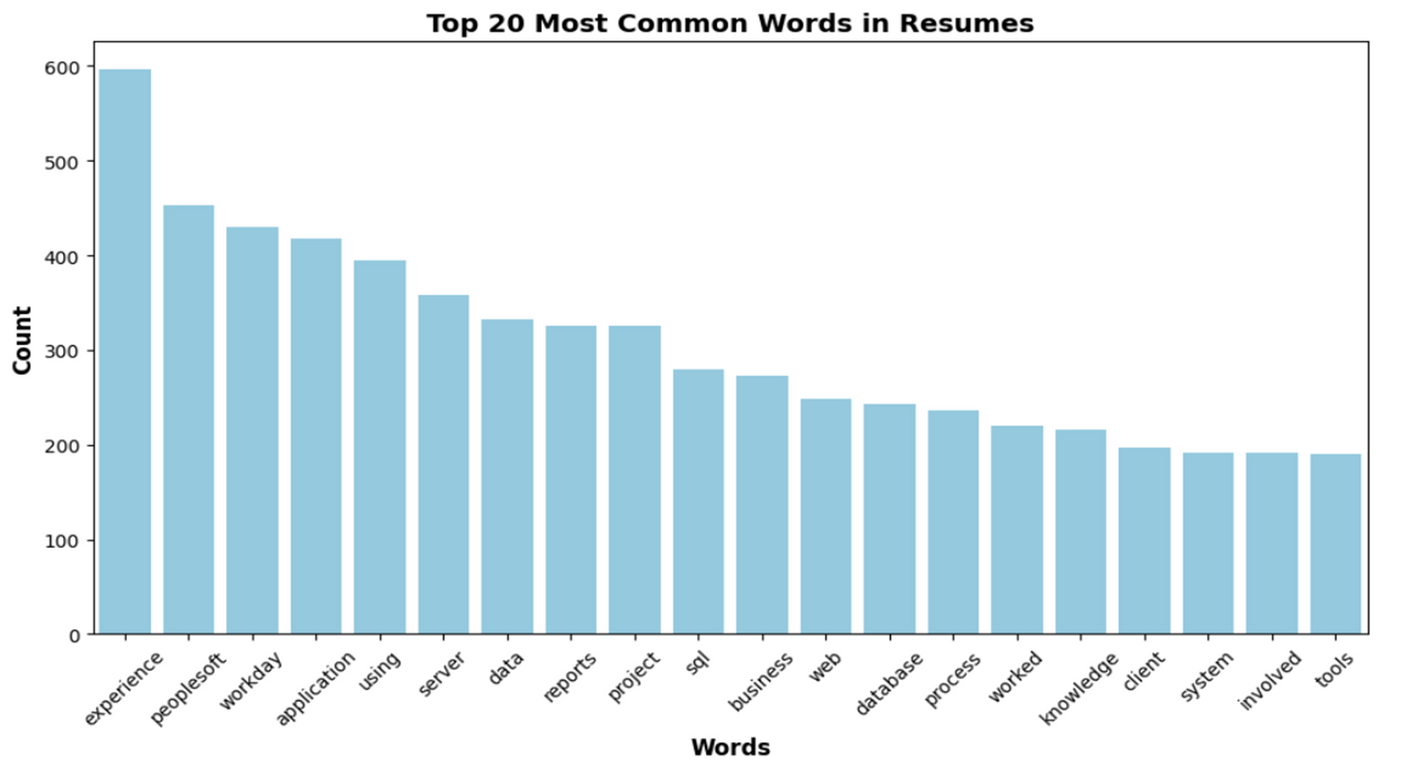 Top 20 Most Common Words in Resumes
600
500
400
300
200
100
0
Count
experience
peoplesoft
workday
application
using
server
data
reports
project
sql
business
web
database
process
worked
knowledge
client
system
involved
tools
Words